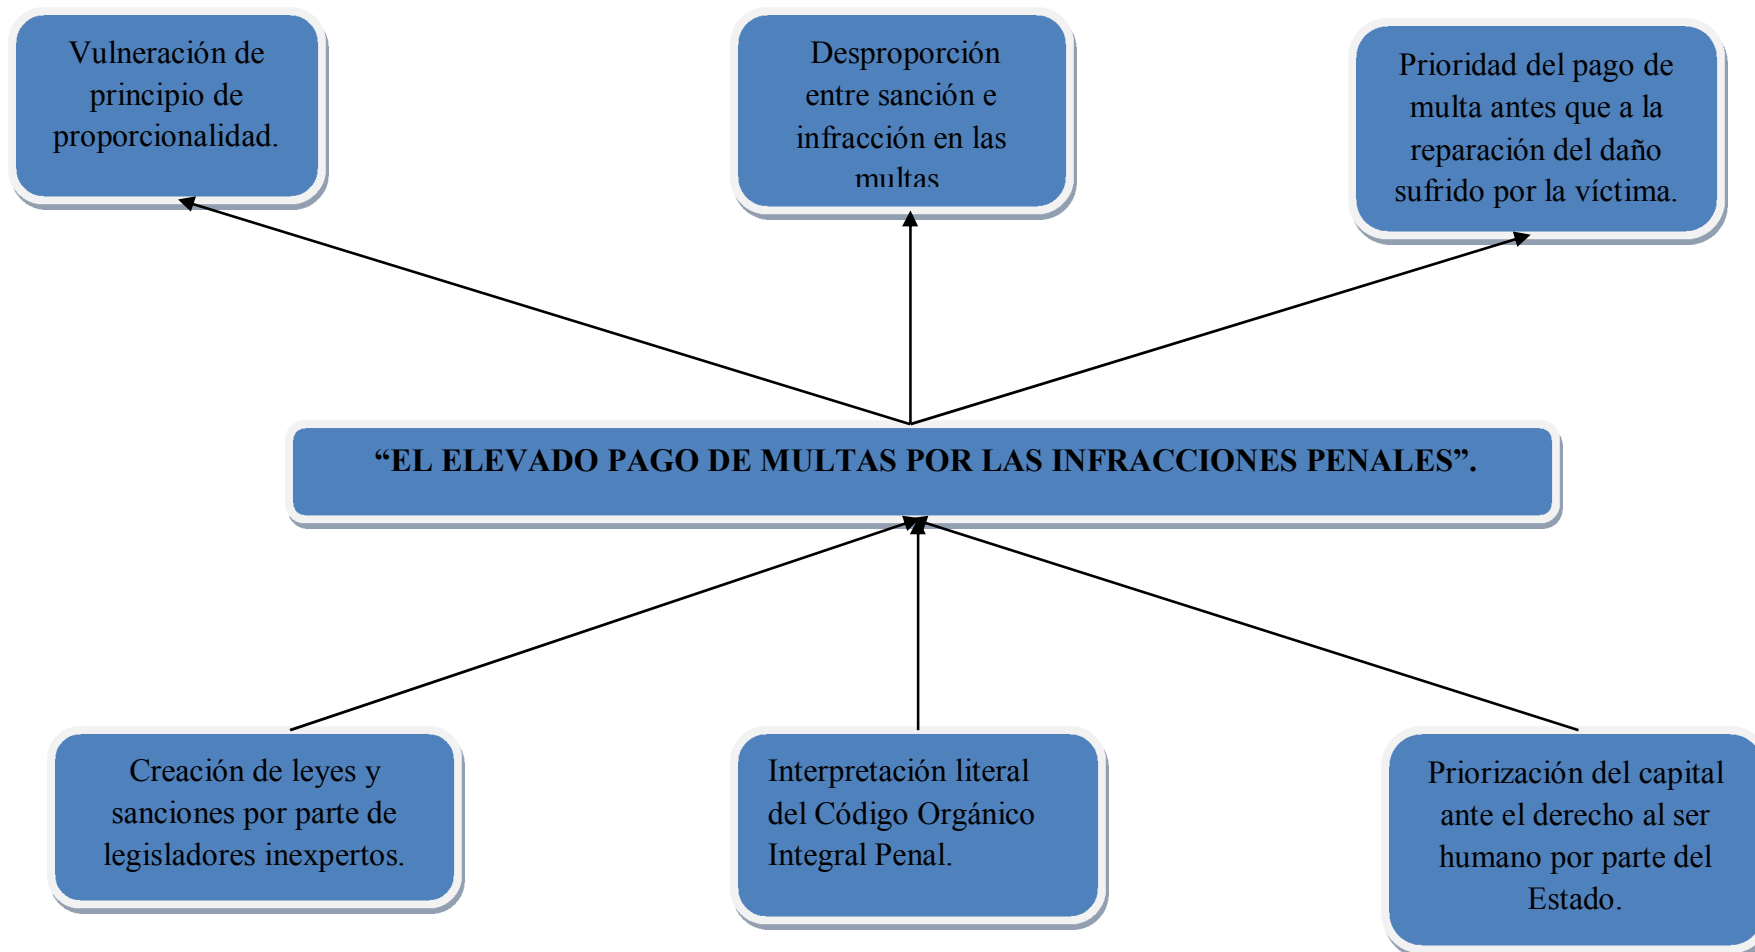 Vulneración de
principio de
proporcionalidad.
Desproporción
entre sanción e
infracción en las
multas
Prioridad del pago de
multa antes que a la
reparación del daño
sufrido por la víctima.
“EL ELEVADO PAGO DE MULTAS POR LAS INFRACCIONES PENALES”.
Creación de leyes y
sanciones por parte de
legisladores inexpertos.
Interpretación literal
del Código Orgánico
Integral Penal.
Priorización del capital
ante el derecho al ser
humano por parte del
Estado.